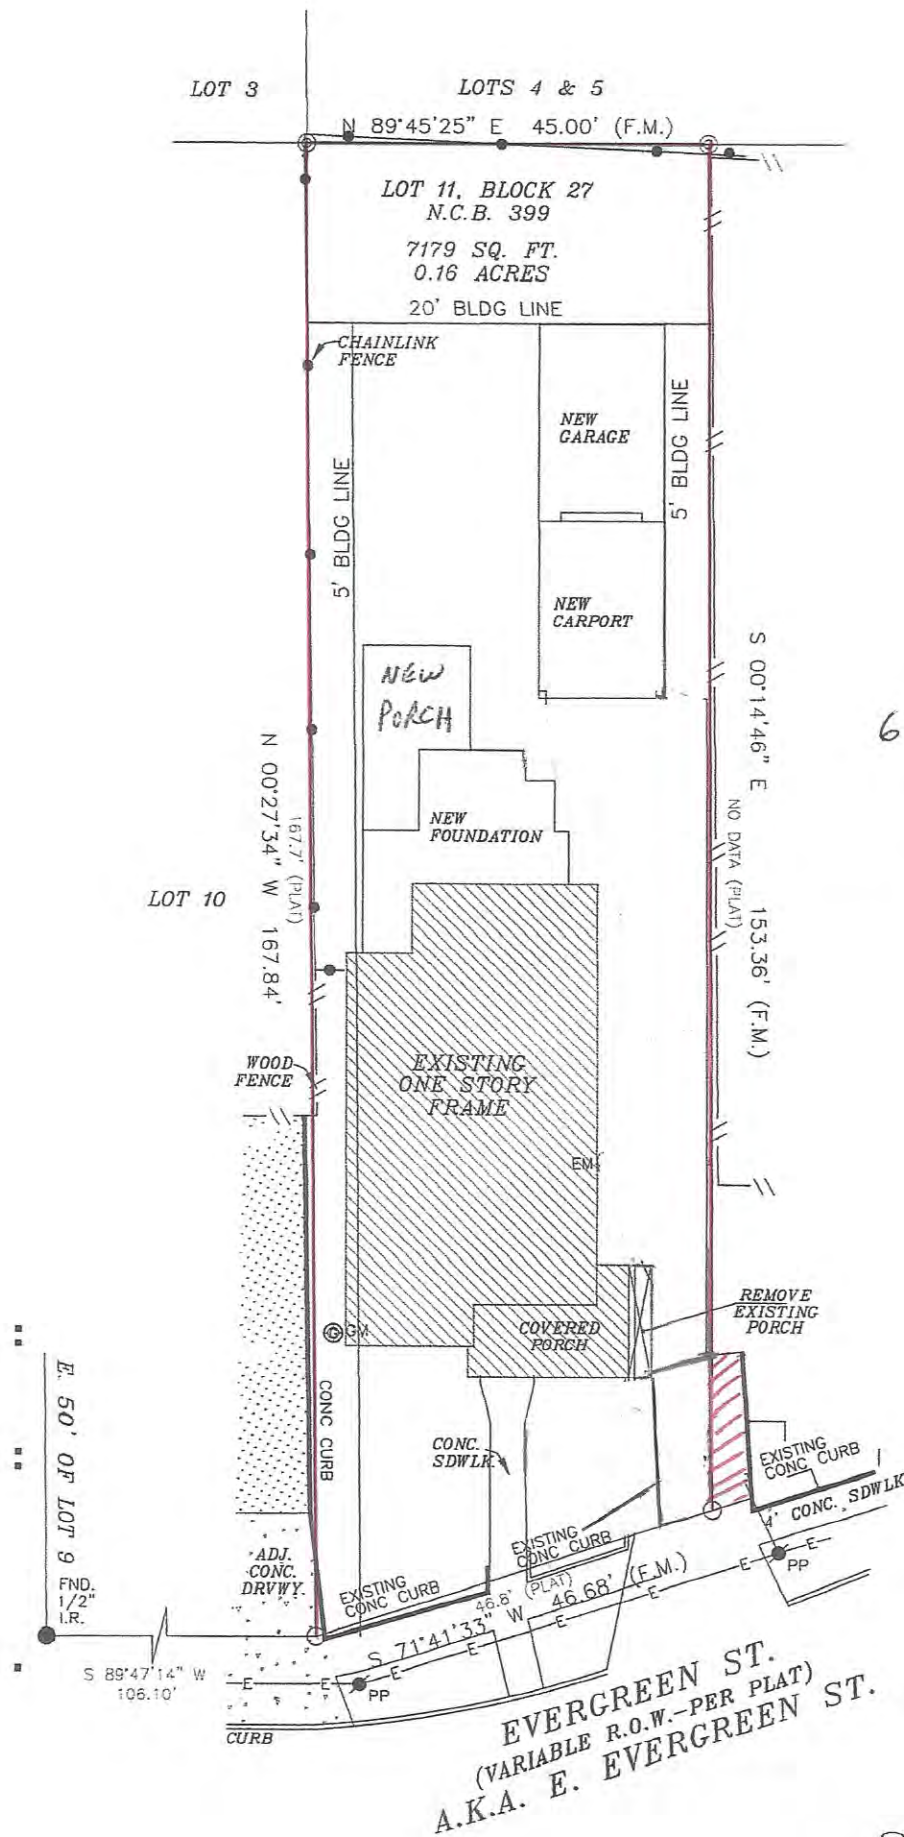 LOT 3
LOTS 4 & 5
N 89°45'25" E 45.00' (F.M.)
LOT 11, BLOCK 27
N.C.B. 399
7179 SQ. FT.
0.16 ACRES
20' BLDG LINE
CHAINLINK
FENCE
NEW
GARAGE
5' BLDG LINE
5' BLDG LINE
NEW
CARPORT
NEW
PORCH
S 00°14'46" E 153.36' (F.M.)
NO DATA (PLAT)
6
N 00°27'34" W 167.84'
167.7' (PLAT)
NEW
FOUNDATION
LOT 10
WOOD
FENCE
EXISTING
ONE STORY
FRAME
EM
REMOVE
EXISTING
PORCH
COVERED
PORCH
G GM
CONC CURB
E. 50' OF LOT 9
CONC.
SDWLK
EXISTING
CONC CURB
4' CONC. SDWLK
EXISTING
CONC CURB
ADJ.
CONC.
DRVWY.
EXISTING
CONC CURB
FND.
1/2"
I.R.
46.8' (PLAT)
S 71°41'33" W 46.68' (F.M.)
E E E E E E
PP
S 89°47'14" W
106.10'
E E
PP
CURB
EVERGREEN ST.
(VARIABLE R.O.W.-PER PLAT)
A.K.A. E. EVERGREEN ST.